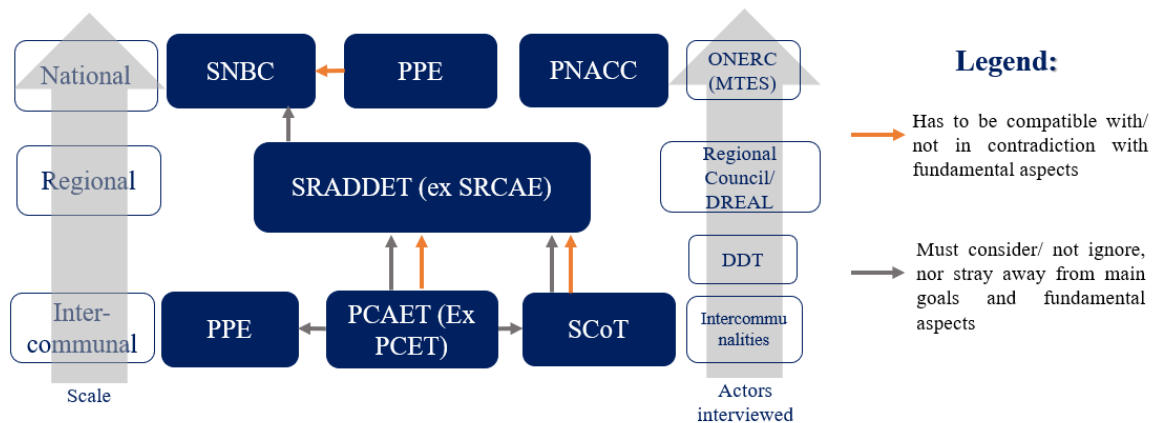 National
SNBC
PPE
PNACC
ONERC
(MTES)
Regional
SRADDET (ex SRCAE)
Regional
Council/
DREAL
DDT
Inter-
communal
PPE
PCAET (Ex
PCET)
SCoT
Intercommu
nalities
Scale
Actors
interviewed
Legend:
Has to be compatible with/
not in contradiction with
fundamental aspects
Must consider/ not ignore,
nor stray away from main
goals and fundamental
aspects